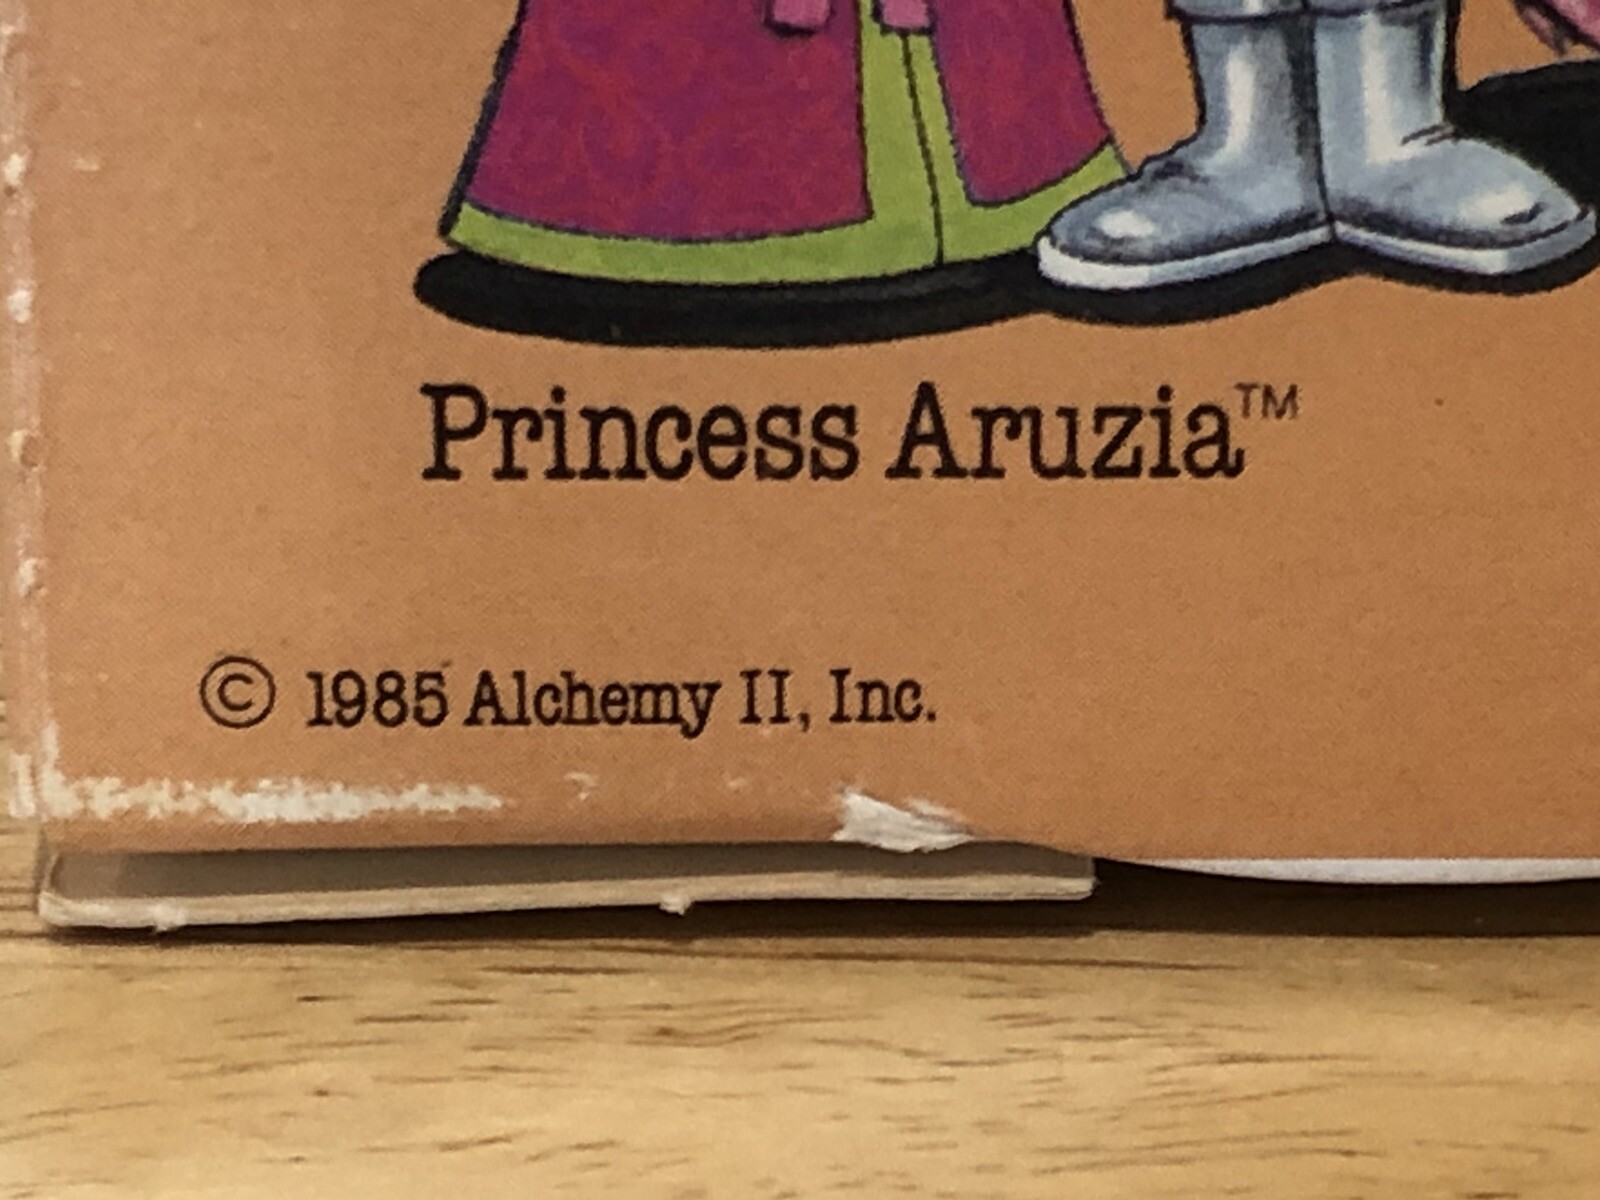 Princess Aruzia™
© 1985 Alchemy II, Inc.